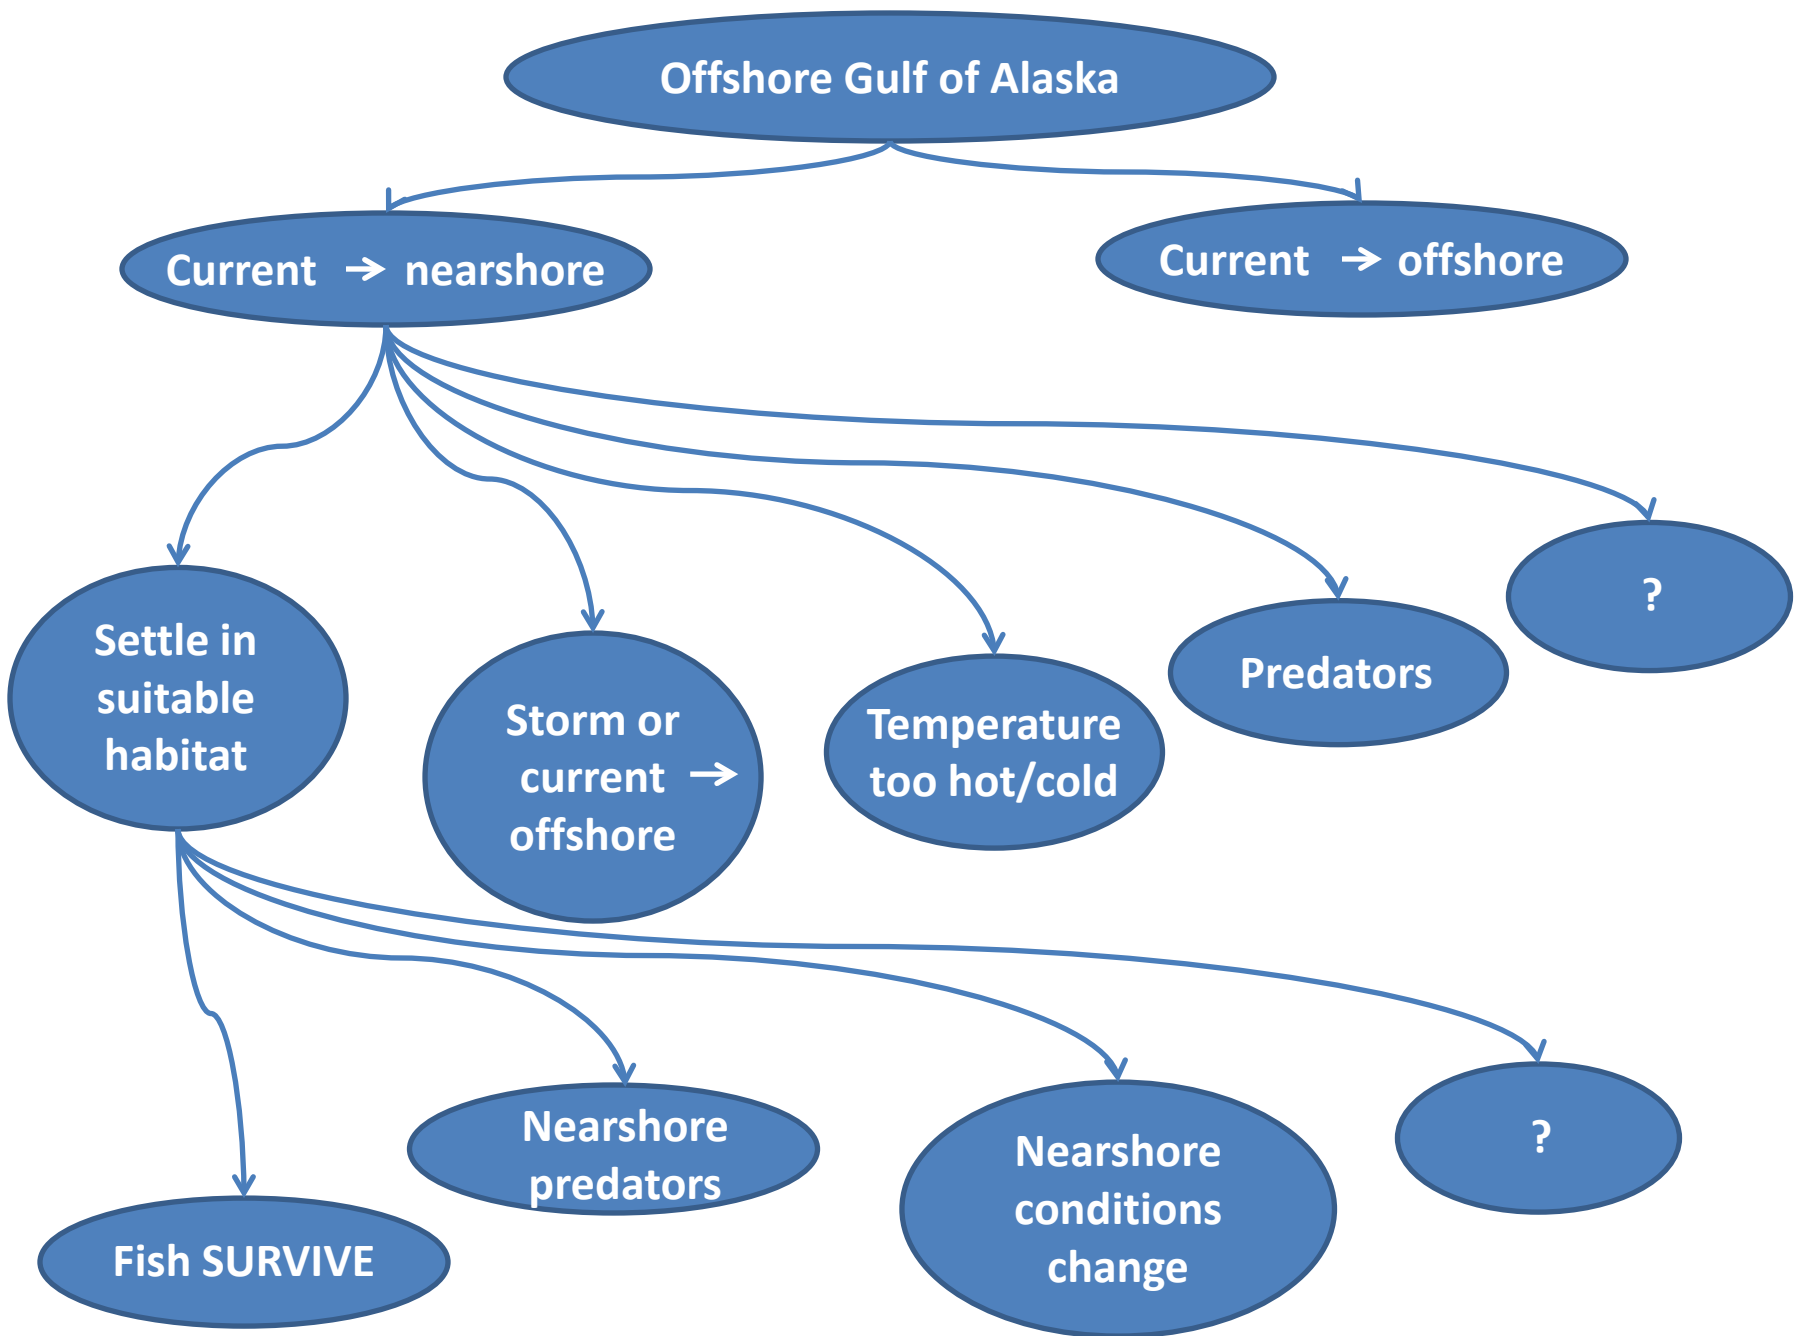 Offshore Gulf of Alaska
Current → nearshore
Current → offshore
Settle in
suitable
habitat
Storm or
current →
offshore
Temperature
too hot/cold
Predators
?
Fish SURVIVE
Nearshore
predators
Nearshore
conditions
change
?